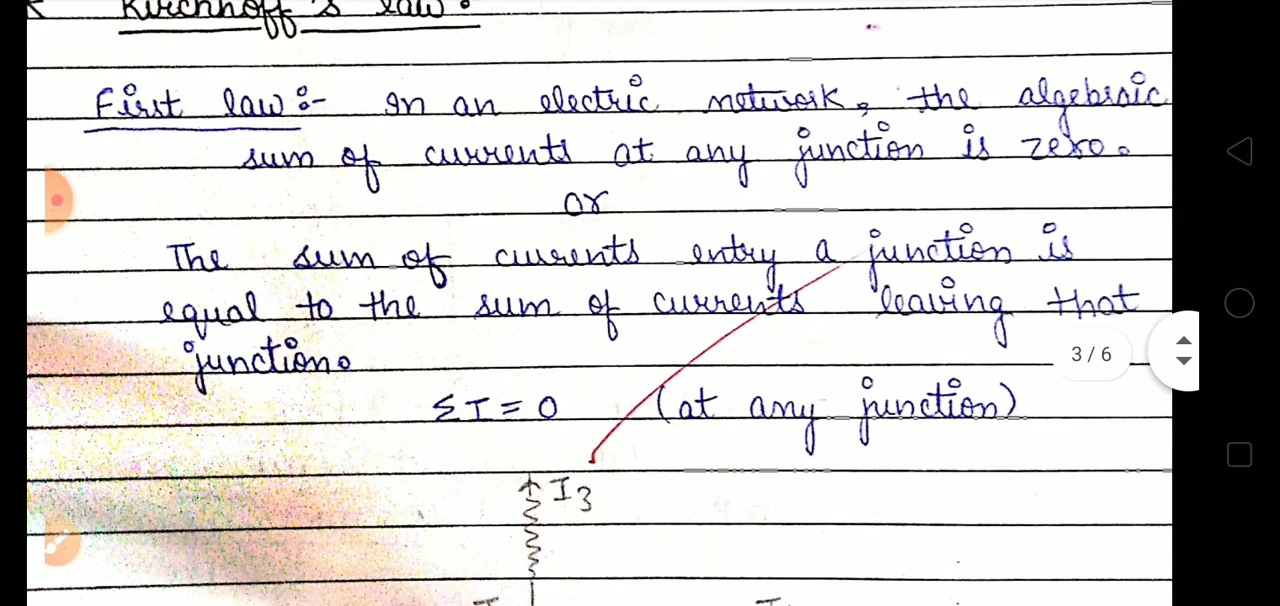 Kirchhoff's law :
First law :- In an electric network, the algebraic
sum of currents at any junction is zero.
or
The sum of currents entry a junction is
equal to the sum of currents leaving that
junction.
3 / 6
ΣI = 0 (at any junction)
I3